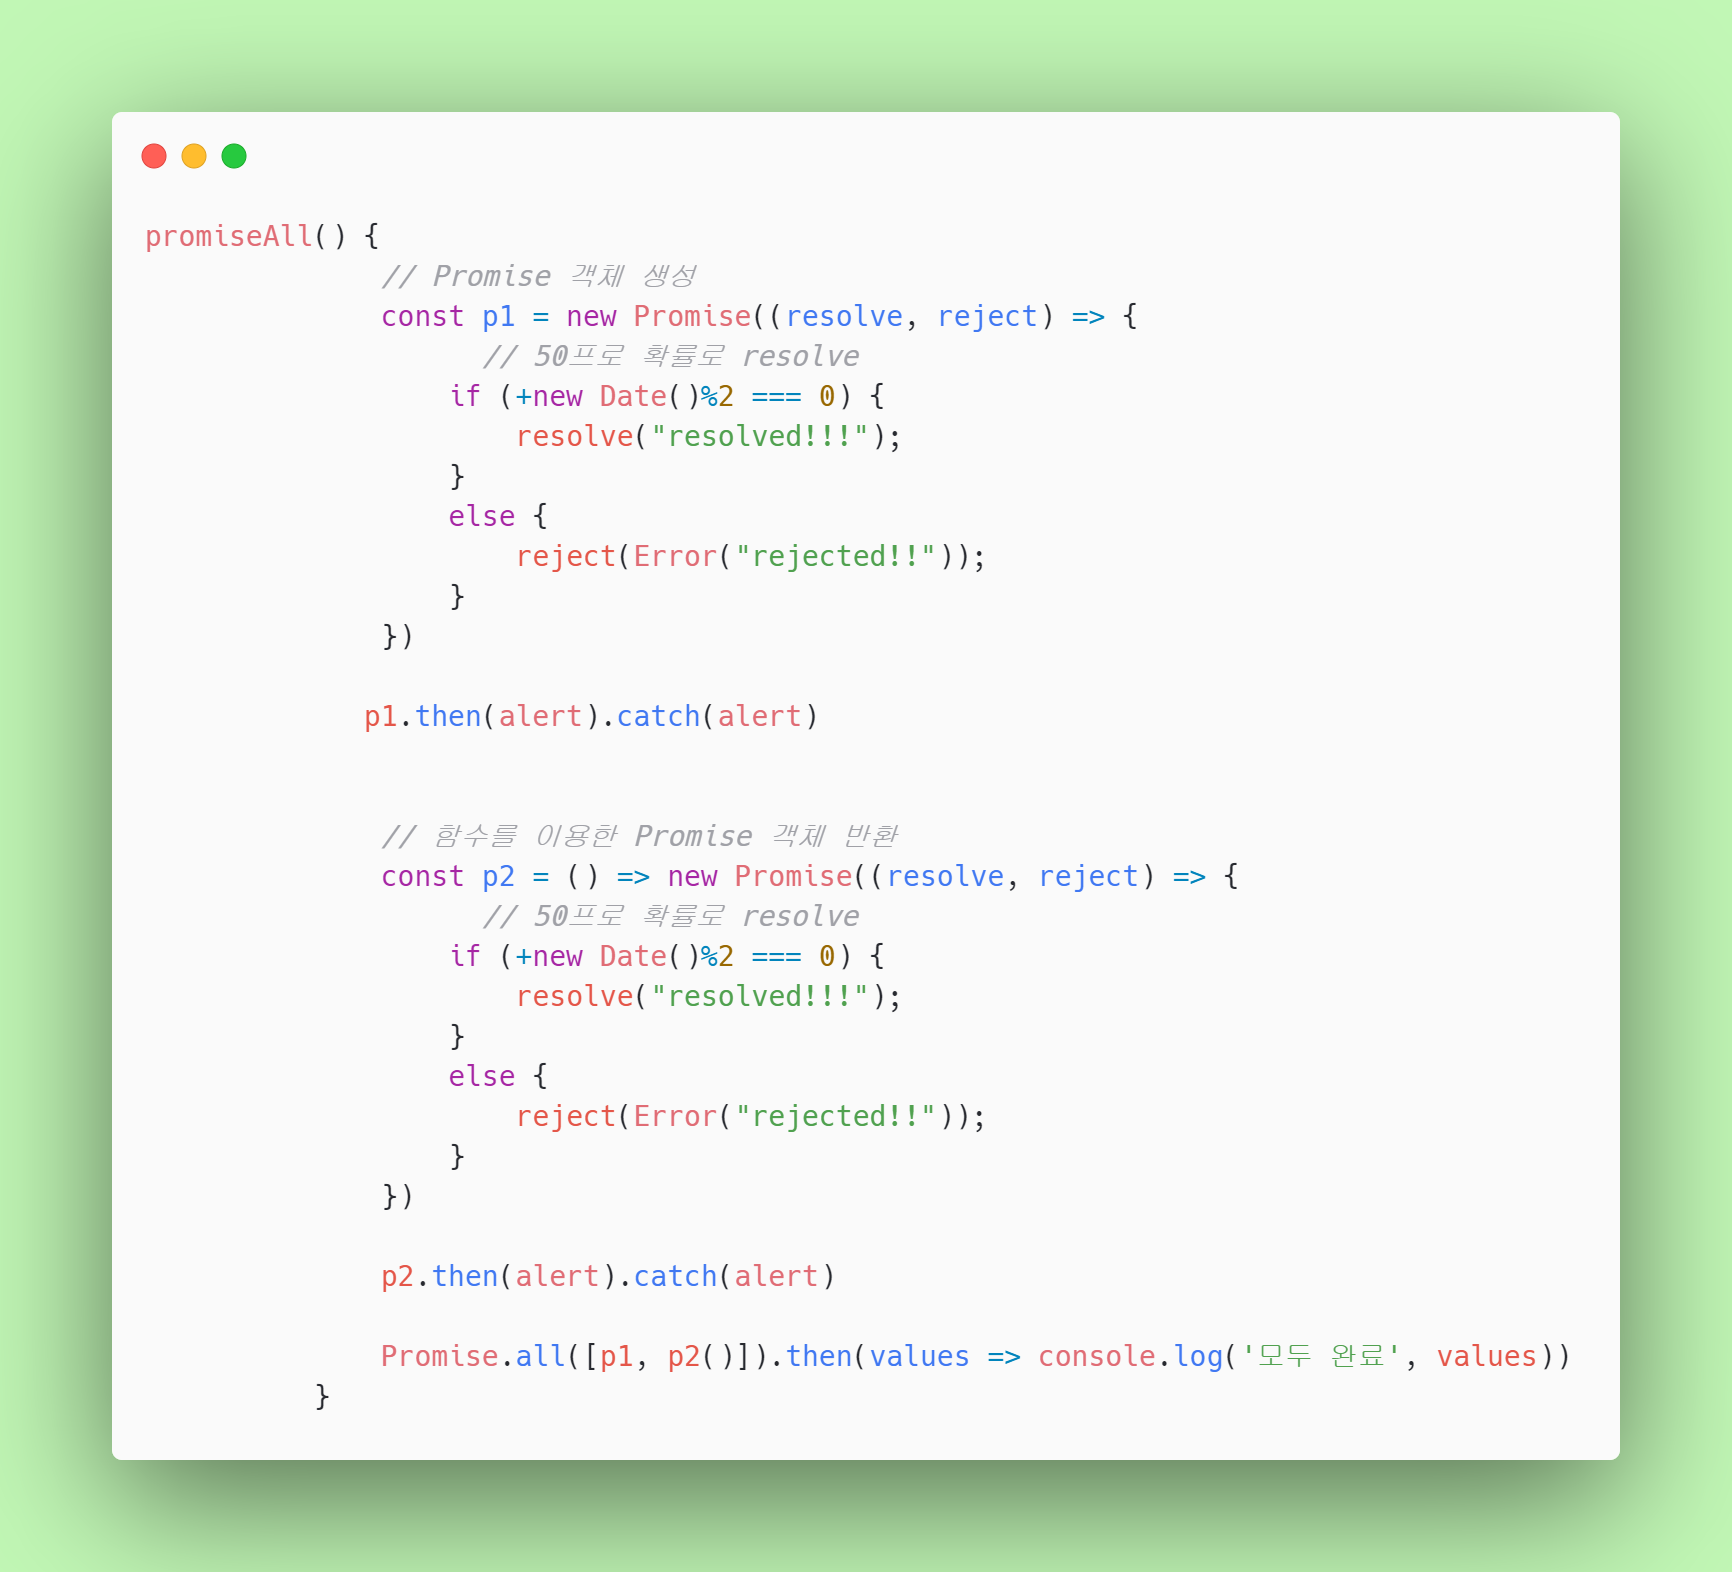 promiseAll() {
// Promise 객체 생성
const p1 = new Promise((resolve, reject) => {
// 50프로 확률로 resolve
if (+new Date()%2 === 0) {
resolve("resolved!!!");
}
else {
reject(Error("rejected!!"));
}
})
p1.then(alert).catch(alert)
// 함수를 이용한 Promise 객체 반환
const p2 = () => new Promise((resolve, reject) => {
// 50프로 확률로 resolve
if (+new Date()%2 === 0) {
resolve("resolved!!!");
}
else {
reject(Error("rejected!!"));
}
})
p2.then(alert).catch(alert)
Promise.all([p1, p2()]).then(values => console.log('모두 완료', values))
}